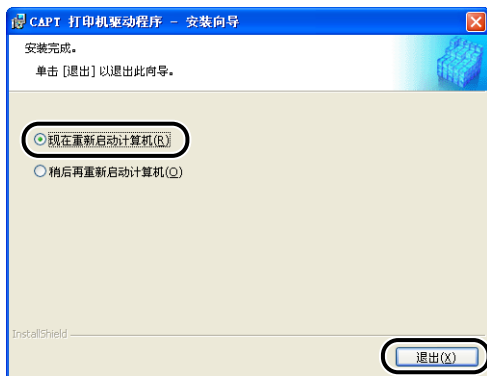 CAPT 打印机驱动程序 - 安装向导
安装完成。
单击 [退出] 以退出此向导。
现在重新启动计算机(R)
稍后再重新启动计算机(O)
InstallShield
退出(X)